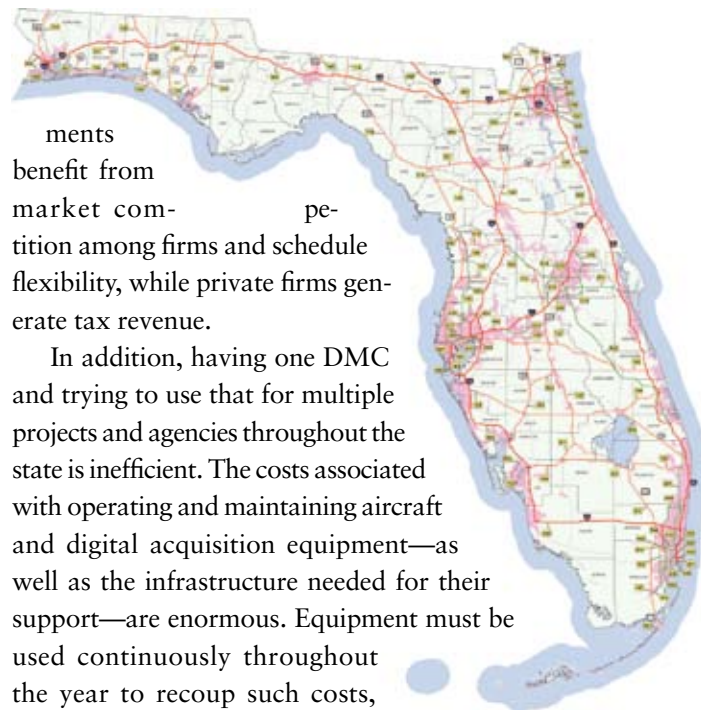 ments
benefit from
market com- pe-
tition among firms and schedule
flexibility, while private firms gen-
erate tax revenue.
In addition, having one DMC
and trying to use that for multiple
projects and agencies throughout the
state is inefficient. The costs associated
with operating and maintaining aircraft
and digital acquisition equipment—as
well as the infrastructure needed for their
support—are enormous. Equipment must be
used continuously throughout
the year to recoup such costs,